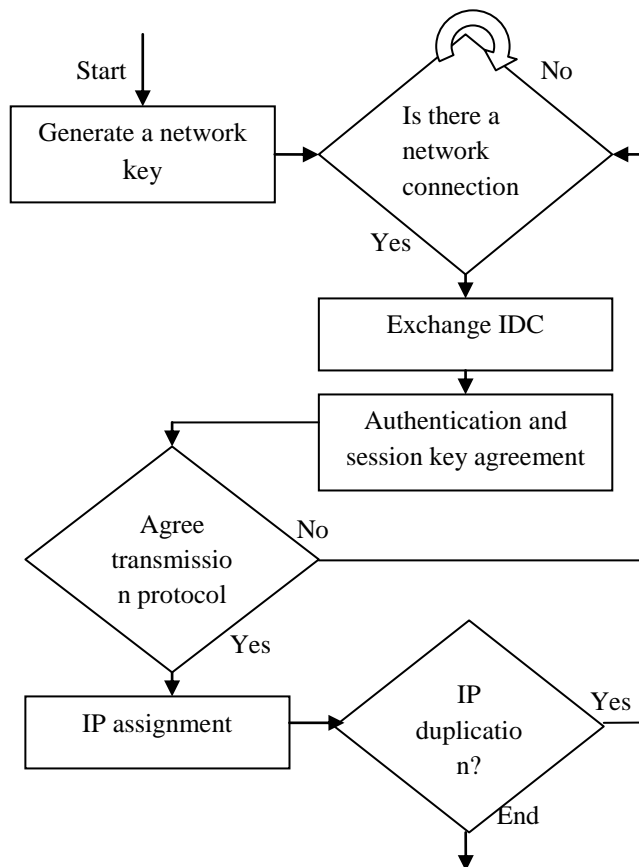 Start
No
Generate a network
key
Is there a
network
connection
Yes
Exchange IDC
Authentication and
session key agreement
Agree
transmissio
n protocol
No
Yes
IP assignment
IP
duplicatio
n?
Yes
End